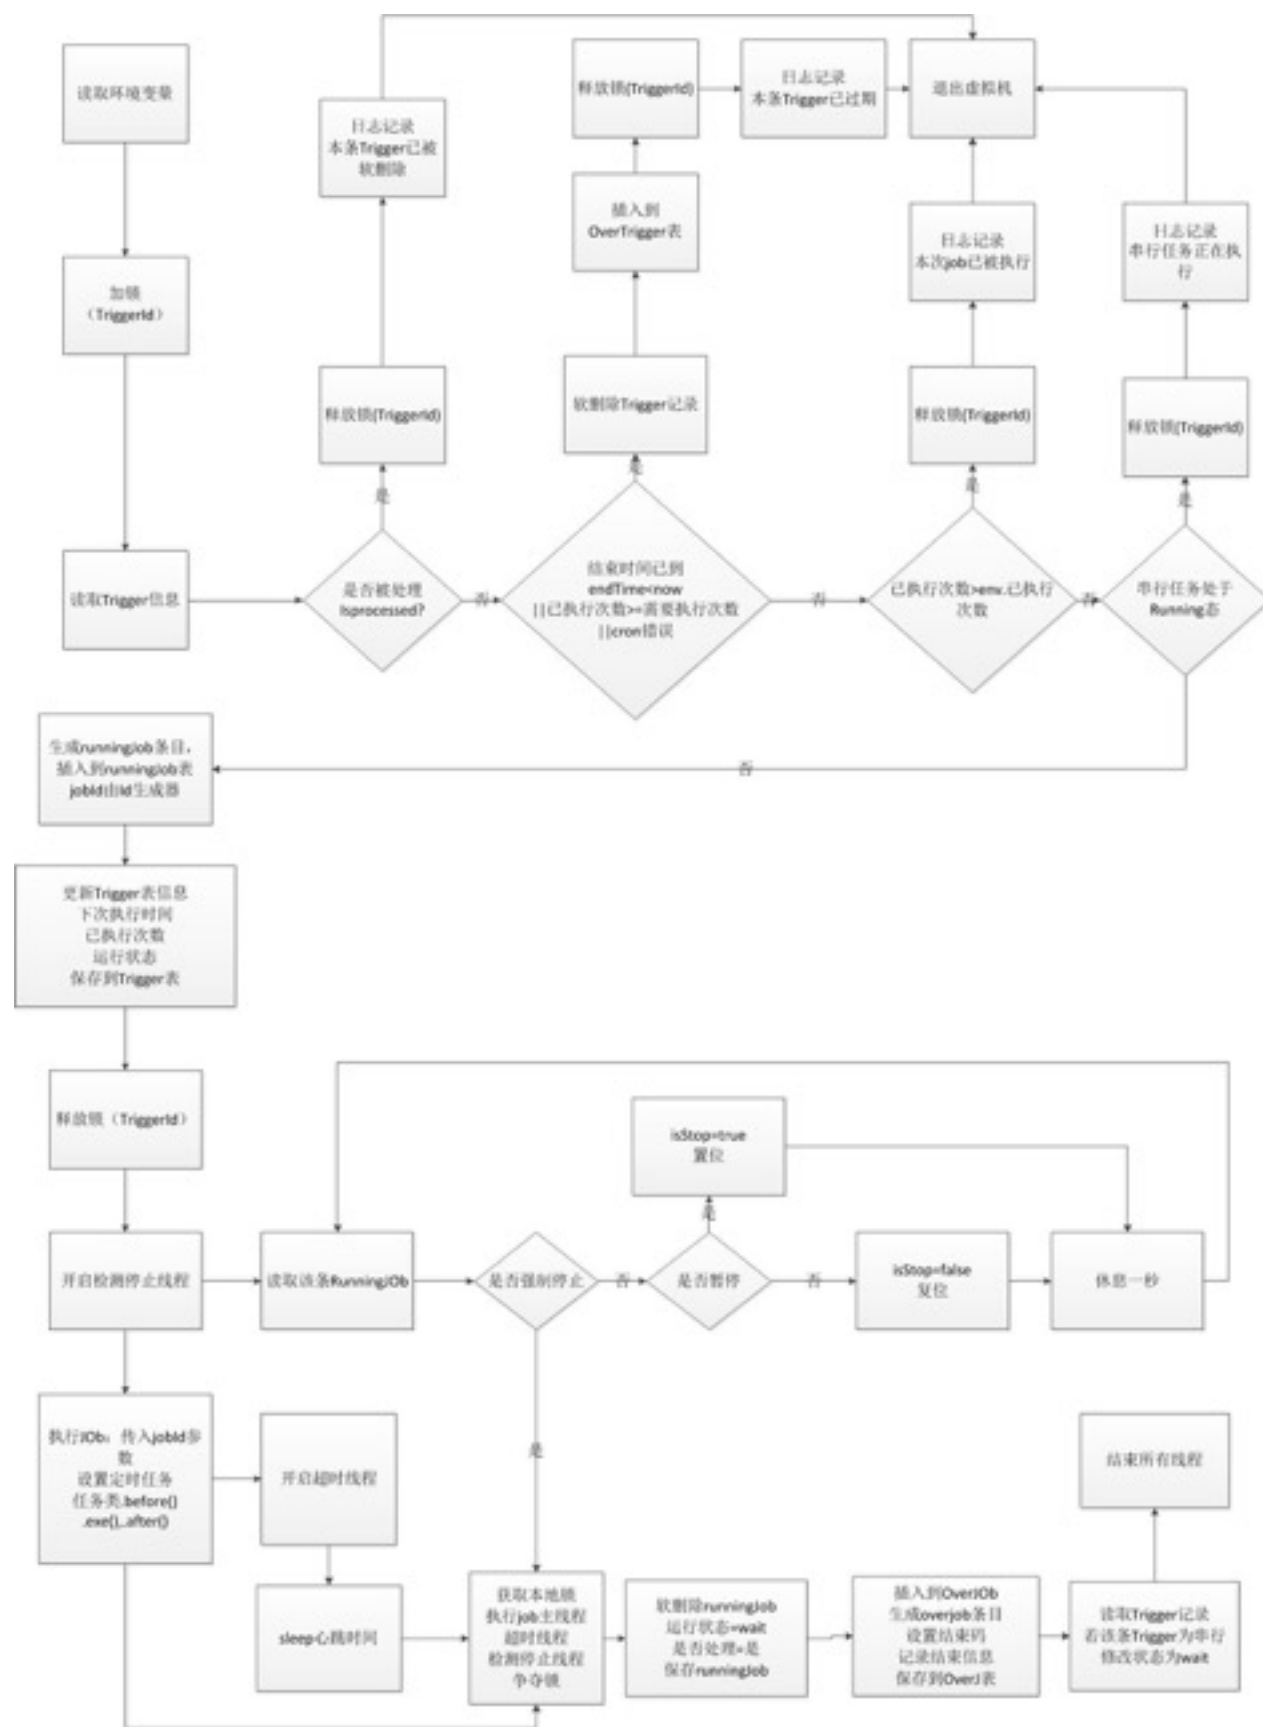 读取环境变量
加锁
（TriggerId）
读取Trigger信息
日志记录
本条Trigger已被
软删除
释放锁(TriggerId)
是
是否被处理
Isprocessed?
否
释放锁(TriggerId)
日志记录
本条Trigger已过期
退出虚拟机
插入到
OverTrigger表
软删除Trigger记录
是
结束时间已到
endTime<now
||已执行次数>=需要执行次数
||cron错误
否
日志记录
本次job已被执行
释放锁(TriggerId)
是
已执行次数>env.已执行
次数
否
日志记录
串行任务正在执
行
释放锁(TriggerId)
是
串行任务处于
Running态
否
生成runningJob条目，
插入到runningJob表
jobId由Id生成器
更新Trigger表信息
下次执行时间
已执行次数
运行状态
保存到Trigger表
释放锁（TriggerId）
开启检测停止线程
读取该条RunningJOb
是否强制停止
否
是否暂停
是
isStop=true
置位
否
isStop=false
复位
休息一秒
是
执行JOb：传入jobId参
数
设置定时任务
任务类.before()
.exe()..after()
开启超时线程
sleep心跳时间
获取本地锁
执行job主线程
超时线程
检测停止线程
争夺锁
软删除runningJob
运行状态=wait
是否处理=是
保存runningJob
插入到OverJOb
生成overjob条目
设置结束码
记录结束信息
保存到OverJ表
读取Trigger记录
若该条Trigger为串行
修改状态为wait
结束所有线程